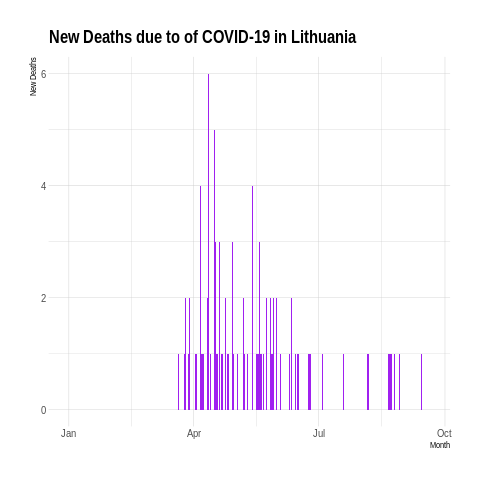 New Deaths due to of COVID-19 in Lithuania
New Deaths
6
4
2
0
Jan Apr Jul Oct
Month